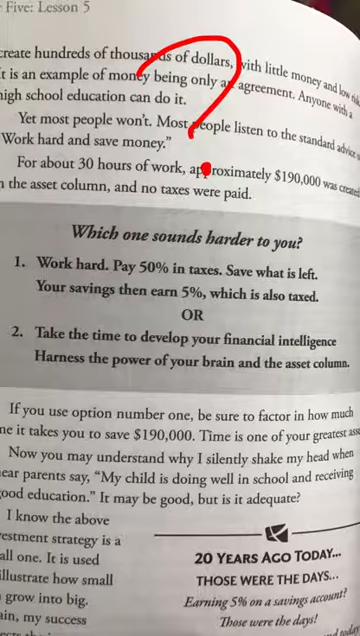 Five: Lesson 5
create hundreds of thousands of dollars, with little money and low risk.
It is an example of money being only an agreement. Anyone with a
high school education can do it.
Yet most people won't. Most people listen to the standard advice
"Work hard and save money."
For about 30 hours of work, approximately $190,000 was created
in the asset column, and no taxes were paid.
Which one sounds harder to you?
1. Work hard. Pay 50% in taxes. Save what is left.
Your savings then earn 5%, which is also taxed.
OR
2. Take the time to develop your financial intelligence
Harness the power of your brain and the asset column.
If you use option number one, be sure to factor in how much
me it takes you to save $190,000. Time is one of your greatest asse
Now you may understand why I silently shake my head when
ear parents say, "My child is doing well in school and receiving
good education." It may be good, but is it adequate?
I know the above
vestment strategy is a
all one. It is used
illustrate how small
grow into big.
ain, my success
20 YEARS AGO TODAY...
THOSE WERE THE DAYS...
Earning 5% on a savings account?
Those were the days!